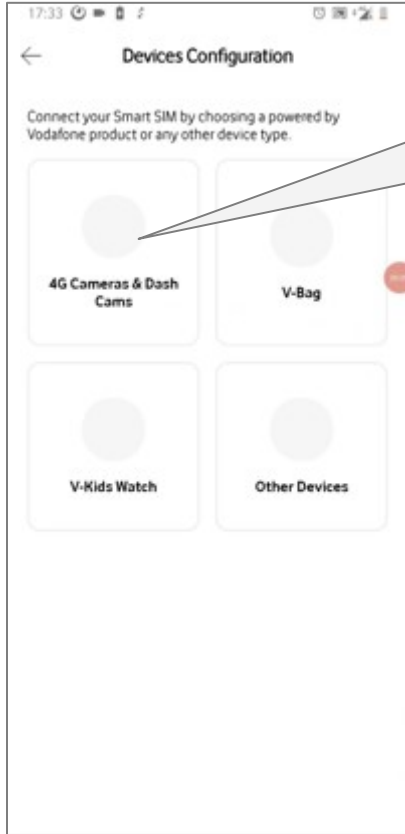 17:33
Devices Configuration
Connect your Smart SIM by choosing a powered by
Vodafone product or any other device type.
4G Cameras & Dash
Cams
V-Bag
V-Kids Watch
Other Devices